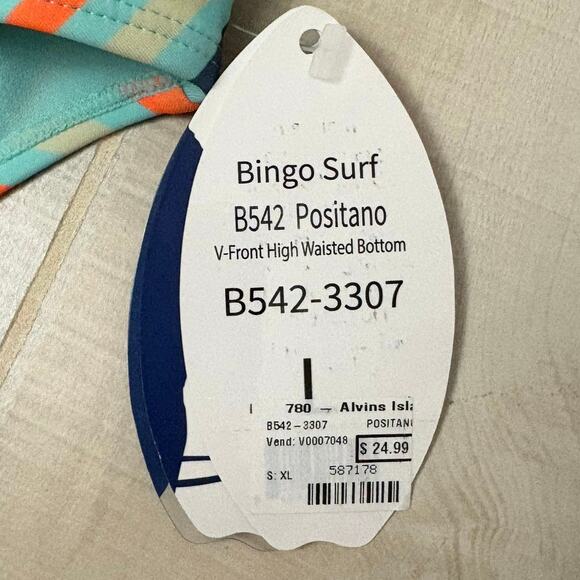 Bingo Surf
B542 Positano
V-Front High Waisted Bottom
B542-3307
780 — Alvins Isla
B542-3307 POSITAN
Vend: V0007048
$ 24.99
S: XL 587178